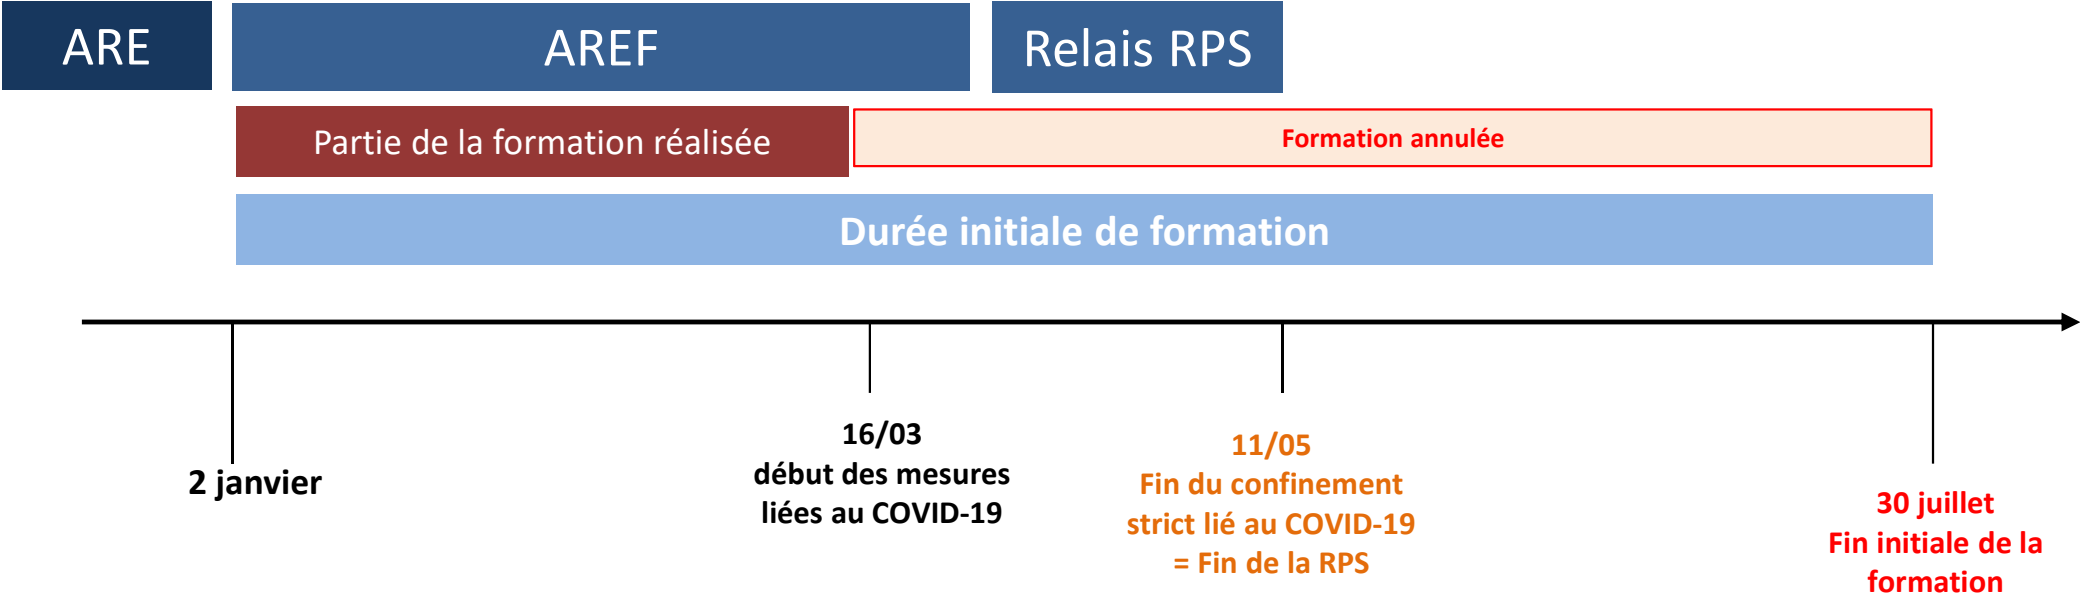 ARE
AREF
Relais RPS
Partie de la formation réalisée
Formation annulée
Durée initiale de formation
2 janvier
16/03
début des mesures
liées au COVID-19
11/05
Fin du confinement
strict lié au COVID-19
= Fin de la RPS
30 juillet
Fin initiale de la
formation